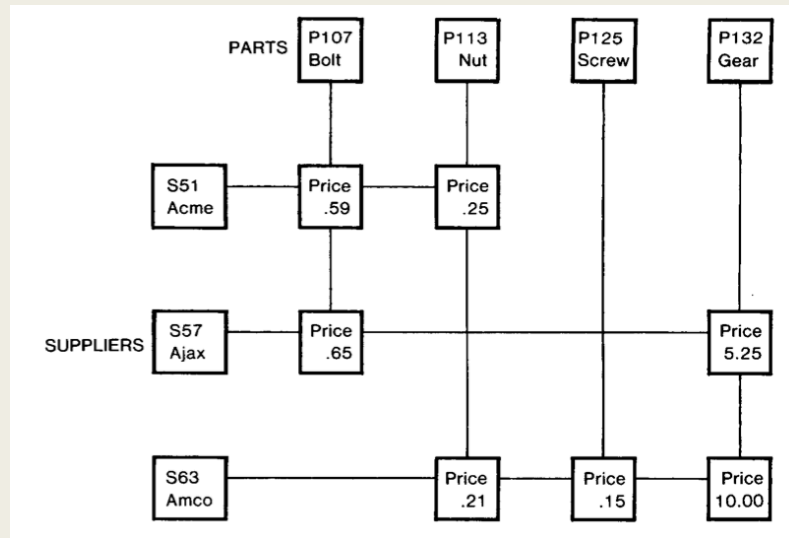 PARTS
P107
Bolt
P113
Nut
P125
Screw
P132
Gear
S51
Acme
Price
.59
Price
.25
SUPPLIERS
S57
Ajax
Price
.65
Price
5.25
S63
Amco
Price
.21
Price
.15
Price
10.00